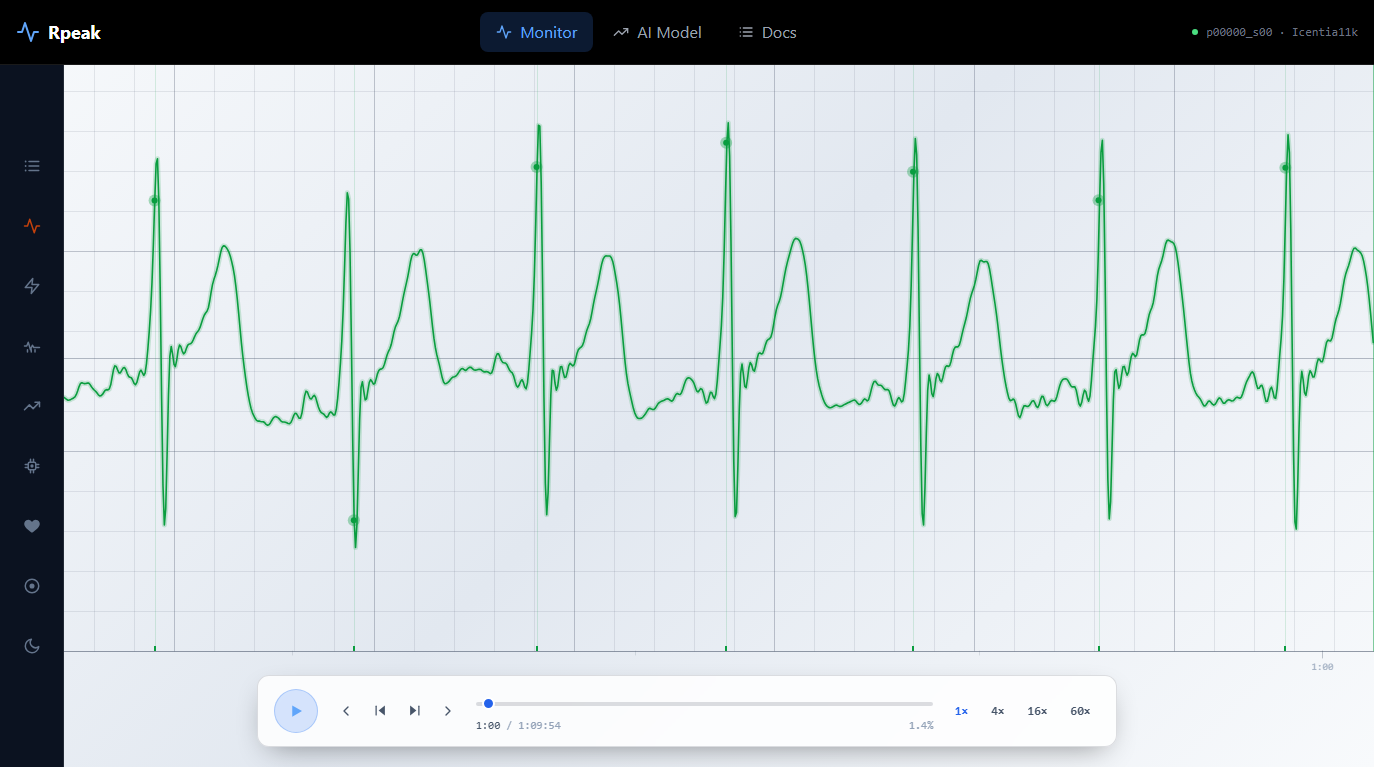 Rpeak
Monitor
AI Model
Docs
p00000_s00 · Icentia11k
1:00
1:00 / 1:09:54
1.4%
1×
4×
16×
60×